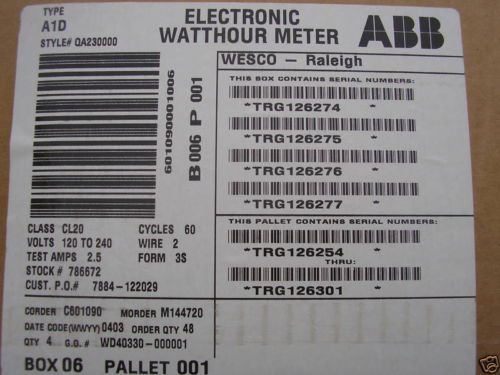 TYPE
A1D
STYLE# QA230000
ELECTRONIC
WATTHOUR METER
ABB
601090001006
B 006 P 001
WESCO - Raleigh
THIS BOX CONTAINS SERIAL NUMBERS:
*TRG126274 *
*TRG126275 *
*TRG126276 *
*TRG126277 *
CLASS CL20 CYCLES 60
VOLTS 120 TO 240 WIRE 2
TEST AMPS 2.5 FORM 3S
STOCK # 786672
CUST. P.O.# 7884-122029
THIS PALLET CONTAINS SERIAL NUMBERS:
*TRG126254 *
THRU:
*TRG126301 *
CORDER C601090 MORDER M144720
DATE CODE(WWYY) 0403 ORDER QTY 48
QTY 4 G.O.# WD40330-000001
BOX 06 PALLET 001